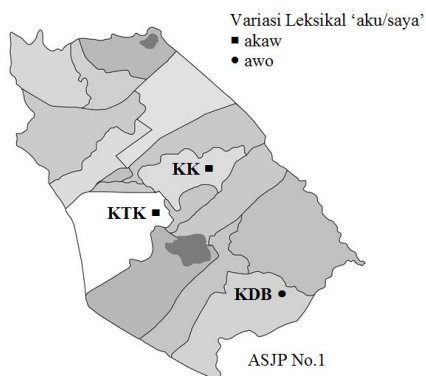 Variasi Leksikal ‘aku/saya’
■ akaw
● awo
KK ■
KTK ■
KDB ●
ASJP No.1